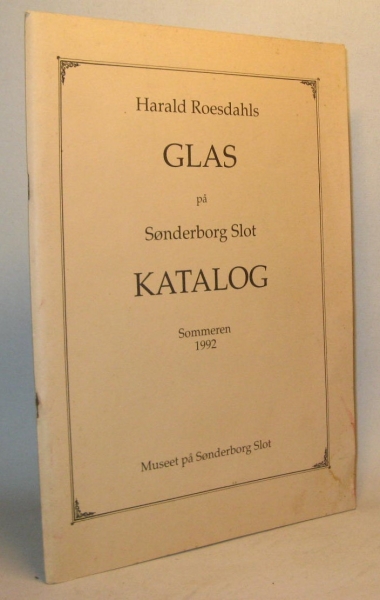 Harald Roesdahls
GLAS
på
Sønderborg Slot
KATALOG
Sommeren
1992
Museet på Sønderborg Slot